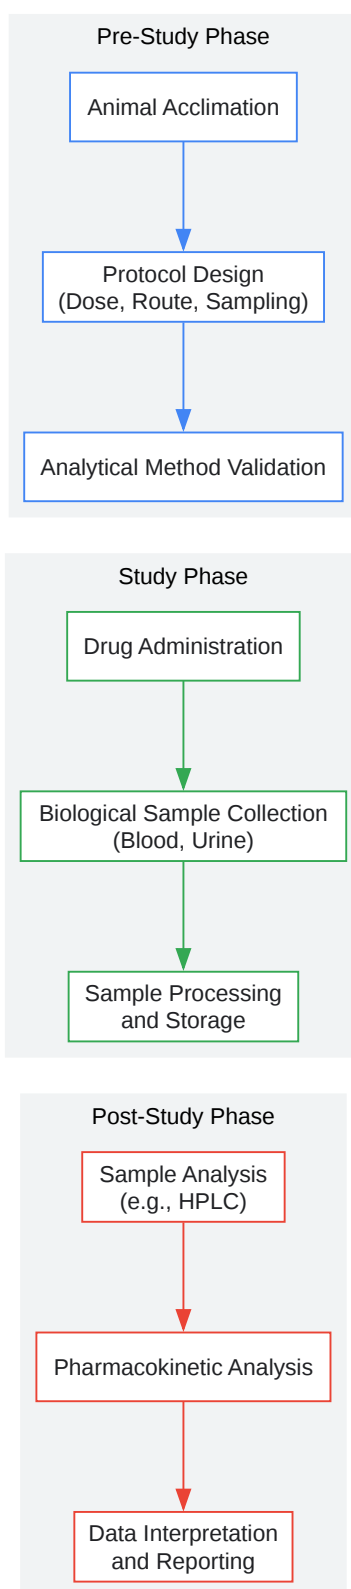 Pre-Study Phase
Animal Acclimation
Protocol Design
(Dose, Route, Sampling)
Analytical Method Validation
Study Phase
Drug Administration
Biological Sample Collection
(Blood, Urine)
Sample Processing
and Storage
Post-Study Phase
Sample Analysis
(e.g., HPLC)
Pharmacokinetic Analysis
Data Interpretation
and Reporting